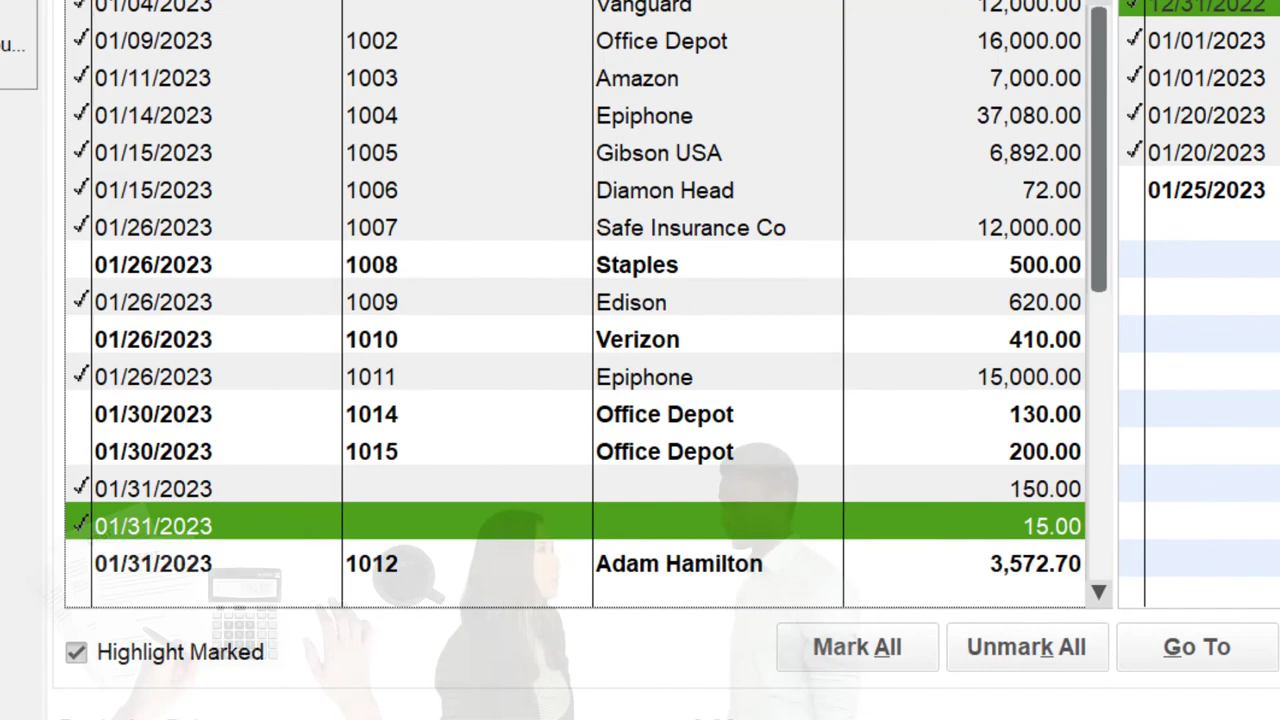 01/04/2023 Vanguard 12,000.00 12/31/2022
ou...
01/09/2023 1002 Office Depot 16,000.00 01/01/2023
01/11/2023 1003 Amazon 7,000.00 01/01/2023
01/14/2023 1004 Epiphone 37,080.00 01/20/2023
01/15/2023 1005 Gibson USA 6,892.00 01/20/2023
01/15/2023 1006 Diamon Head 72.00 01/25/2023
01/26/2023 1007 Safe Insurance Co 12,000.00
01/26/2023 1008 Staples 500.00
01/26/2023 1009 Edison 620.00
01/26/2023 1010 Verizon 410.00
01/26/2023 1011 Epiphone 15,000.00
01/30/2023 1014 Office Depot 130.00
01/30/2023 1015 Office Depot 200.00
01/31/2023 150.00
01/31/2023 15.00
01/31/2023 1012 Adam Hamilton 3,572.70
Highlight Marked Mark All Unmark All Go To